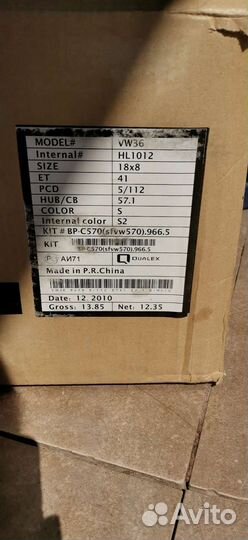 MODEL# VW36
Internal# HL1012
SIZE 18x8
ET 41
PCD 5/112
HUB/CB 57.1
COLOR S
Internal color S2
KIT # BP-C570(sfvw570).966.5
KIT
BP-C570(sfvw570).966.5
АИ71 QUALEX
Made in P.R.China
Date: 12. 2010
Gross: 13.85 Net: 12.35
Avito